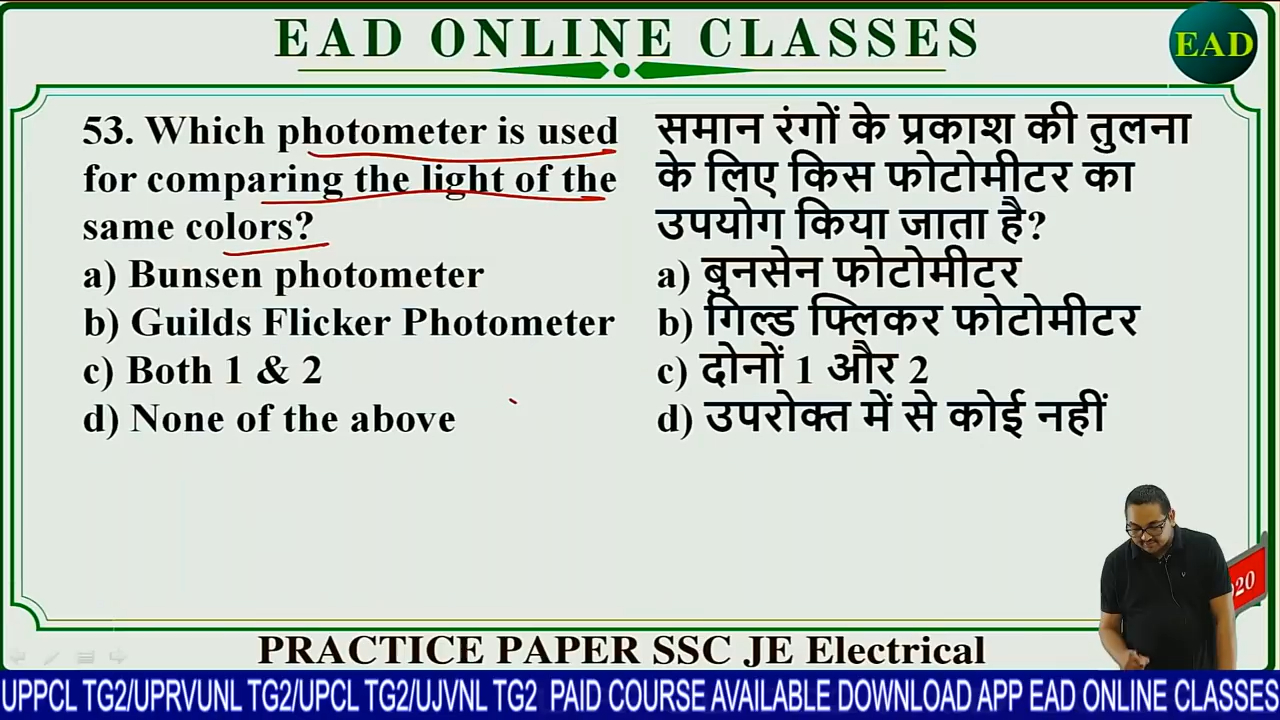 EAD ONLINE CLASSES
EAD
53. Which photometer is used
for comparing the light of the
same colors?
a) Bunsen photometer
b) Guilds Flicker Photometer
c) Both 1 & 2
d) None of the above
समान रंगों के प्रकाश की तुलना
के लिए किस फोटोमीटर का
उपयोग किया जाता है?
a) बुनसेन फोटोमीटर
b) गिल्ड फ्लिकर फोटोमीटर
c) दोनों 1 और 2
d) उपरोक्त में से कोई नहीं
20
PRACTICE PAPER SSC JE Electrical
UPPCL TG2/UPRVUNL TG2/UPCL TG2/UJVNL TG2 PAID COURSE AVAILABLE DOWNLOAD APP EAD ONLINE CLASSES